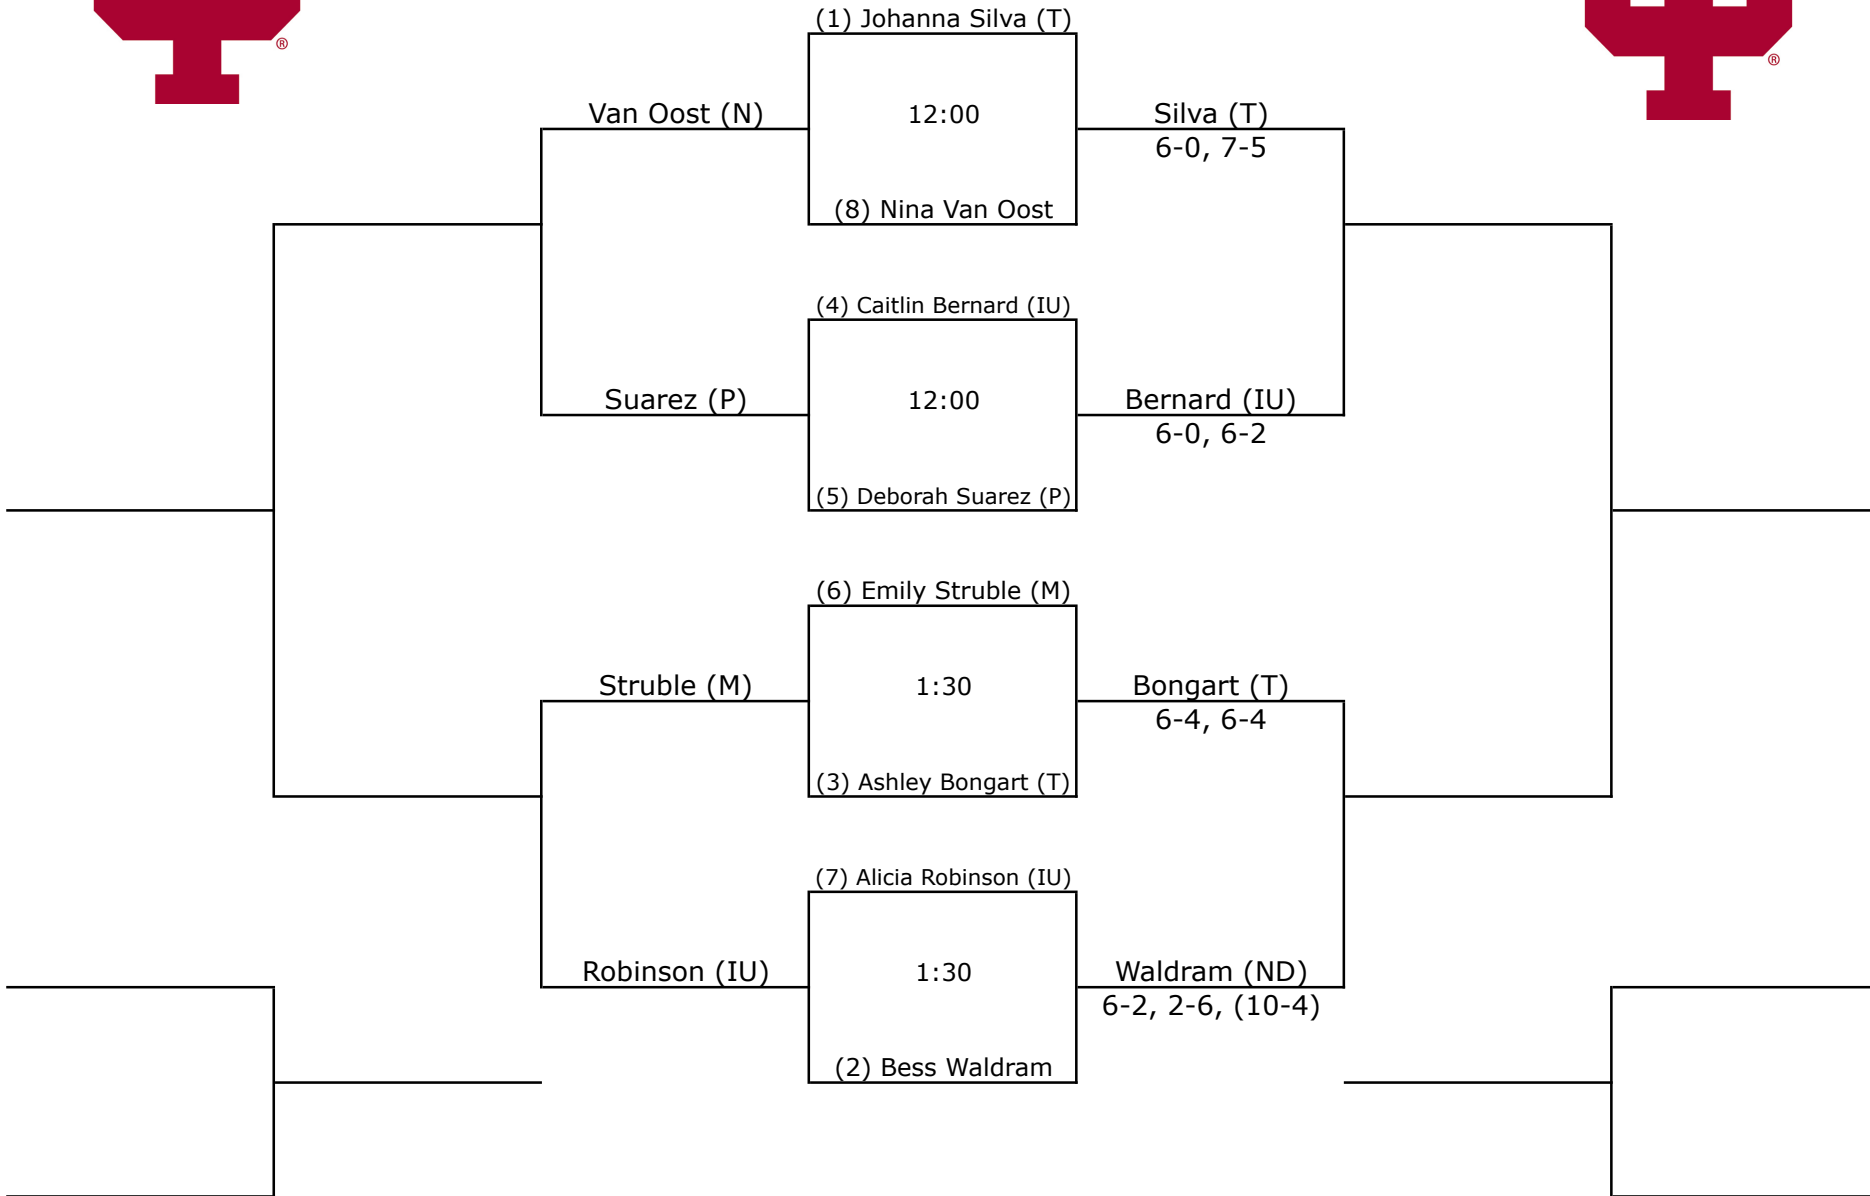 (1) Johanna Silva (T)
®
®
Van Oost (N)
12:00
Silva (T)
6-0, 7-5
(8) Nina Van Oost
(4) Caitlin Bernard (IU)
Suarez (P)
12:00
Bernard (IU)
6-0, 6-2
(5) Deborah Suarez (P)
(6) Emily Struble (M)
Struble (M)
1:30
Bongart (T)
6-4, 6-4
(3) Ashley Bongart (T)
(7) Alicia Robinson (IU)
Robinson (IU)
1:30
Waldram (ND)
6-2, 2-6, (10-4)
(2) Bess Waldram